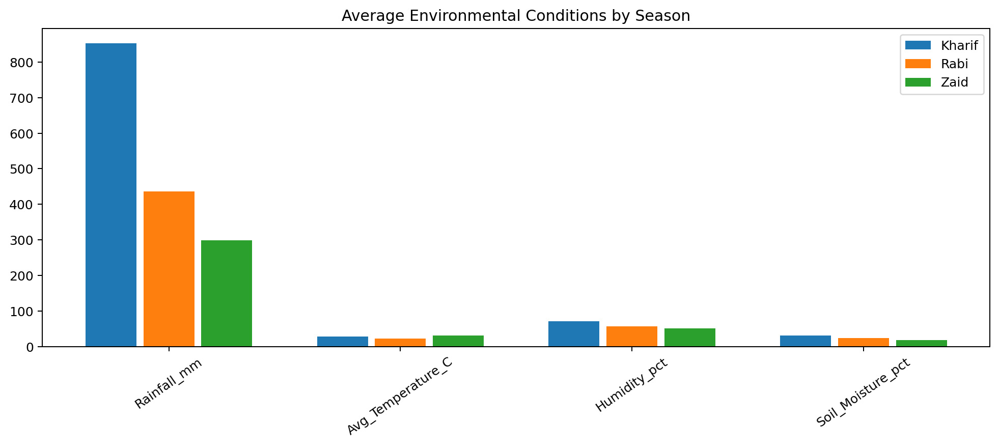 Average Environmental Conditions by Season
Kharif
Rabi
Zaid
800
700
600
500
400
300
200
100
0
Rainfall_mm
Avg_Temperature_C
Humidity_pct
Soil_Moisture_pct